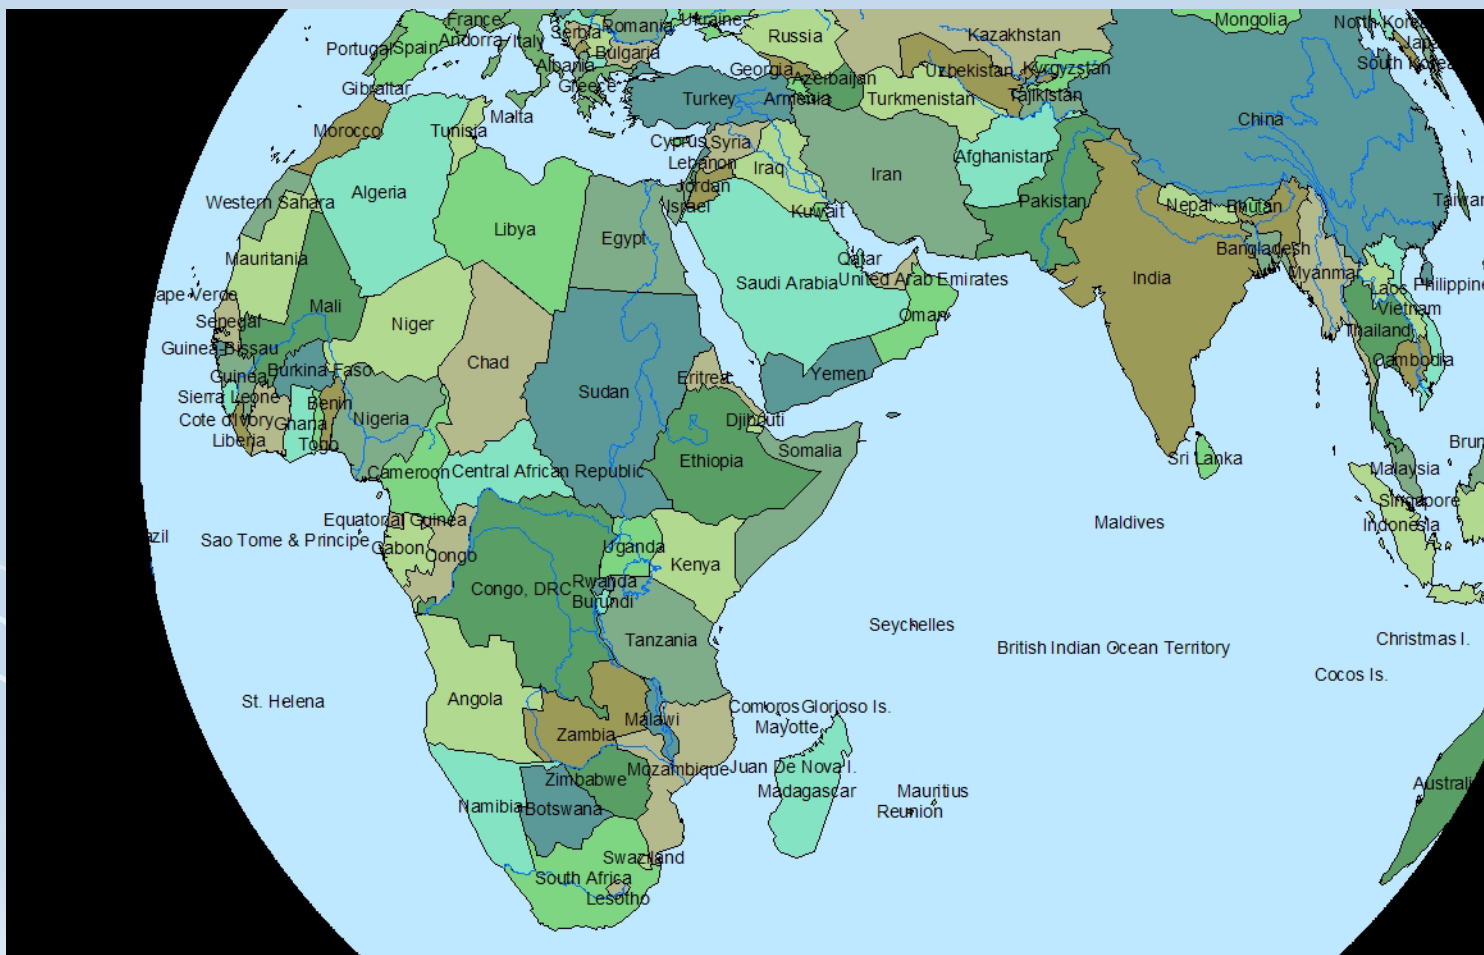 France
Romania
Ukraine
Mongolia
North Korea
Serbia
Russia
Kazakhstan
Portugal
Spain
Andorra
Italy
Bulgaria
South Korea
Albania
Georgia
Azerbaijan
Uzbekistan
Kyrgyzstan
Gibraltar
Greece
Turkey
Armenia
Turkmenistan
Tajikistan
Malta
China
Morocco
Tunisia
Cyprus
Syria
Lebanon
Iraq
Afghanistan
Iran
Jordan
Algeria
Western Sahara
Israel
Kuwait
Pakistan
Nepal
Bhutan
Taiwan
Libya
Egypt
Bangladesh
Mauritania
Qatar
Saudi Arabia
United Arab Emirates
India
Myanmar
Laos
Philippine
ape Verde
Mali
Vietnam
Senegal
Niger
Oman
Thailand
Guinea-Bissau
Chad
Cambodia
Guinea
Burkina Faso
Eritrea
Yemen
Sierra Leone
Benin
Sudan
Cote d'Ivory
Ghana
Nigeria
Djibouti
Liberia
Togo
Somalia
Brun
Cameroon
Central African Republic
Ethiopia
Sri Lanka
Malaysia
Singapore
Equatorial Guinea
Maldives
Indonesia
zil
Sao Tome & Principe
Gabon
Congo
Uganda
Kenya
Congo, DRC
Rwanda
Burundi
Seychelles
Tanzania
British Indian Ocean Territory
Christmas I.
Cocos Is.
St. Helena
Angola
Comoros
Glorioso Is.
Malawi
Mayotte
Zambia
Mozambique
Juan De Nova I.
Zimbabwe
Madagascar
Mauritius
Australi
Namibia
Botswana
Reunion
Swaziland
South Africa
Lesotho